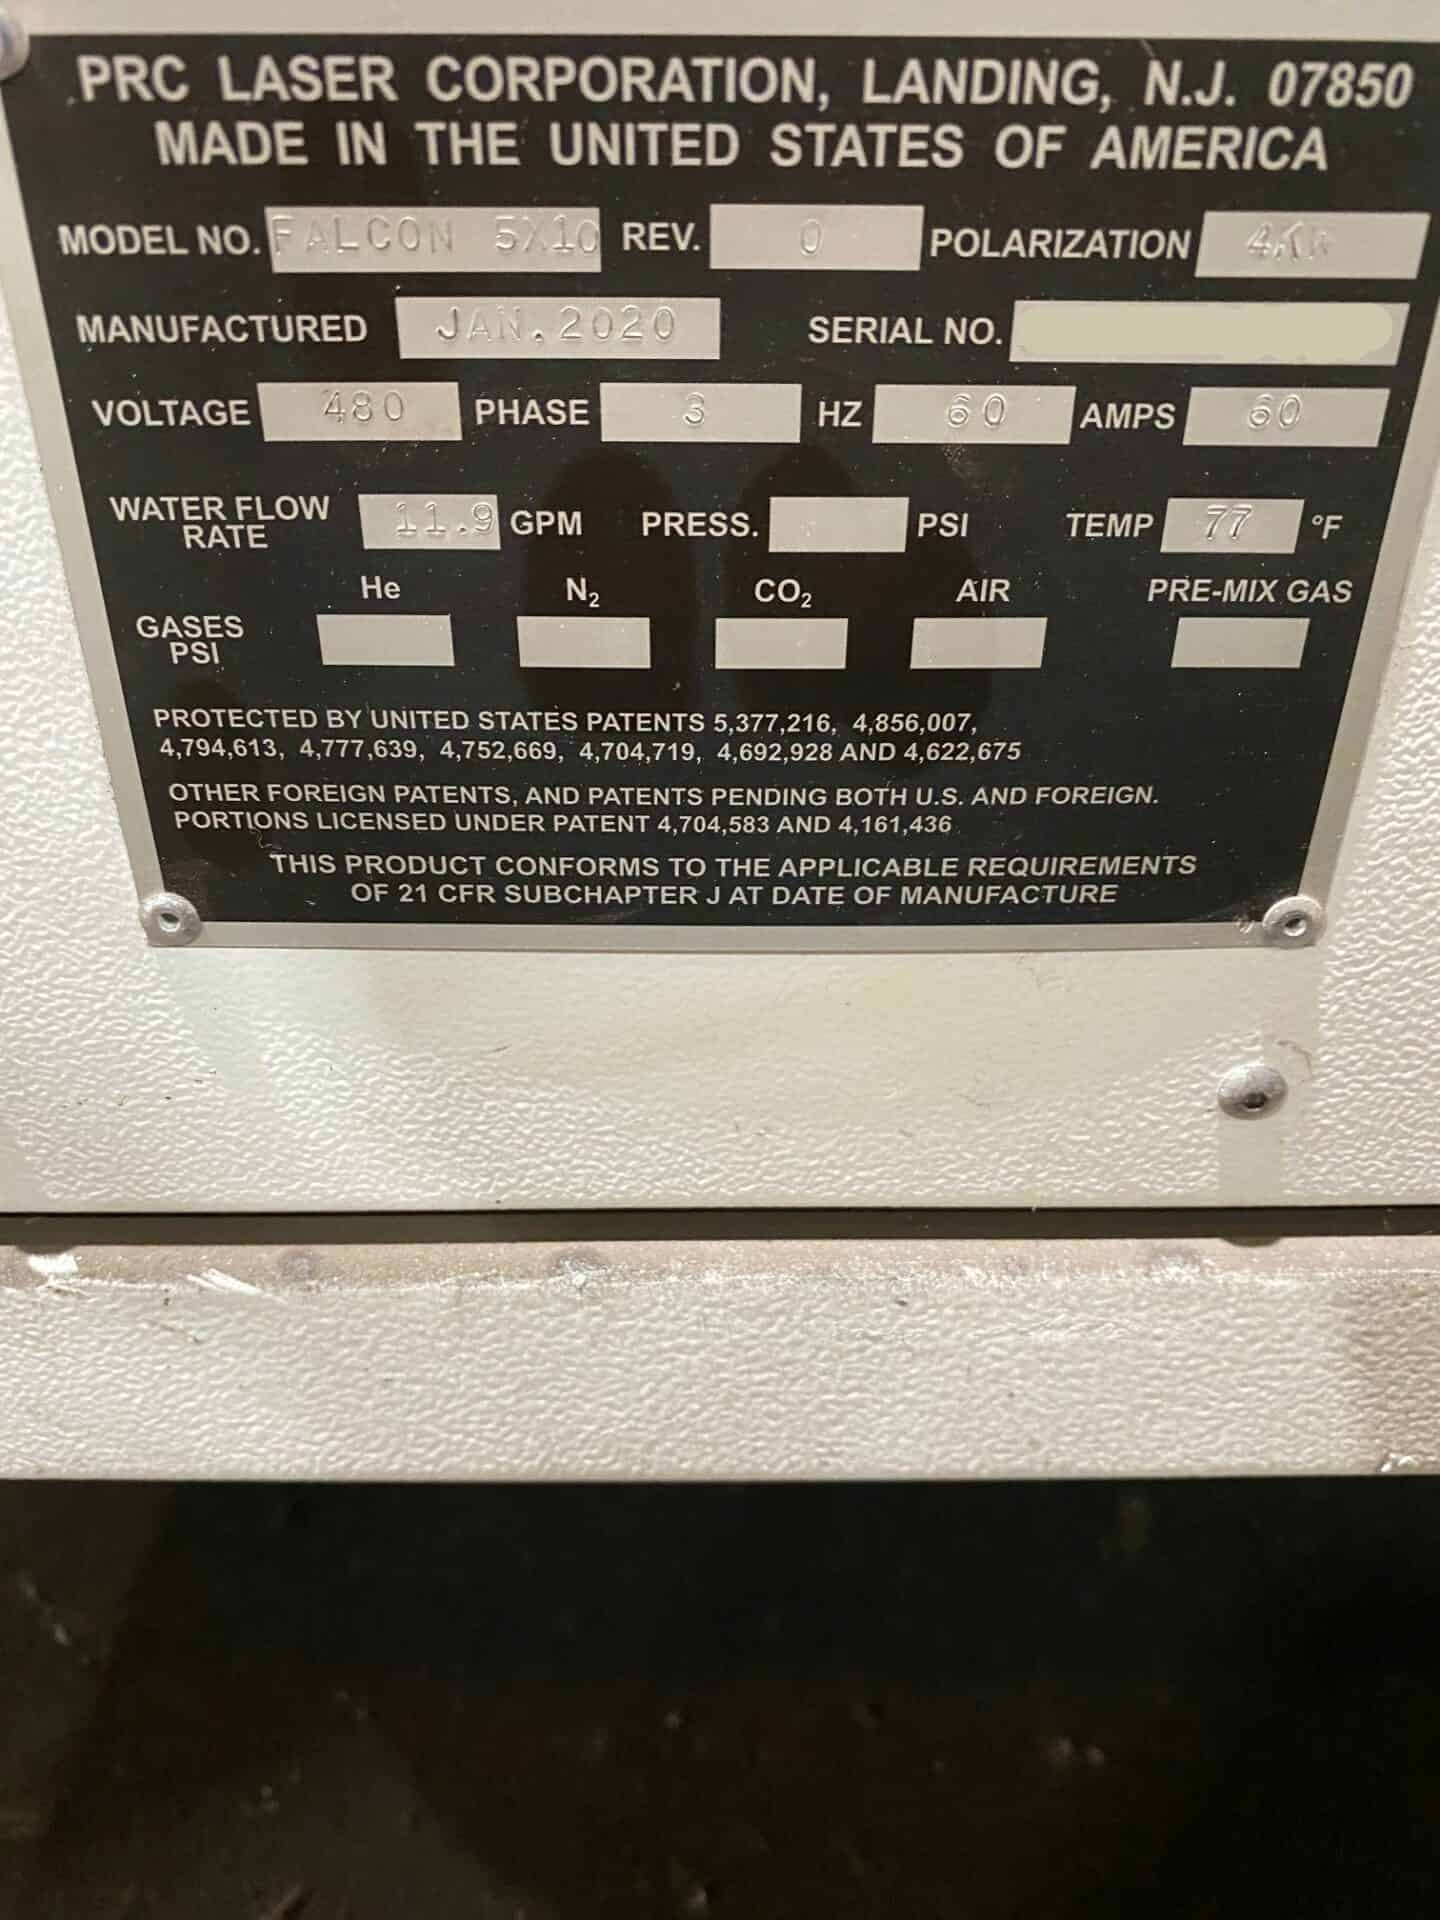 PRC LASER CORPORATION, LANDING, N.J. 07850
MADE IN THE UNITED STATES OF AMERICA
MODEL NO. FALCON 5X10 REV. 0 POLARIZATION 4KW
MANUFACTURED JAN.2020 SERIAL NO.
VOLTAGE 480 PHASE 3 HZ 60 AMPS 60
WATER FLOW RATE 11.9 GPM PRESS. PSI TEMP 77 °F
He N₂ CO₂ AIR PRE-MIX GAS
GASES PSI
PROTECTED BY UNITED STATES PATENTS 5,377,216, 4,856,007,
4,794,613, 4,777,639, 4,752,669, 4,704,719, 4,692,928 AND 4,622,675
OTHER FOREIGN PATENTS, AND PATENTS PENDING BOTH U.S. AND FOREIGN.
PORTIONS LICENSED UNDER PATENT 4,704,583 AND 4,161,436
THIS PRODUCT CONFORMS TO THE APPLICABLE REQUIREMENTS
OF 21 CFR SUBCHAPTER J AT DATE OF MANUFACTURE